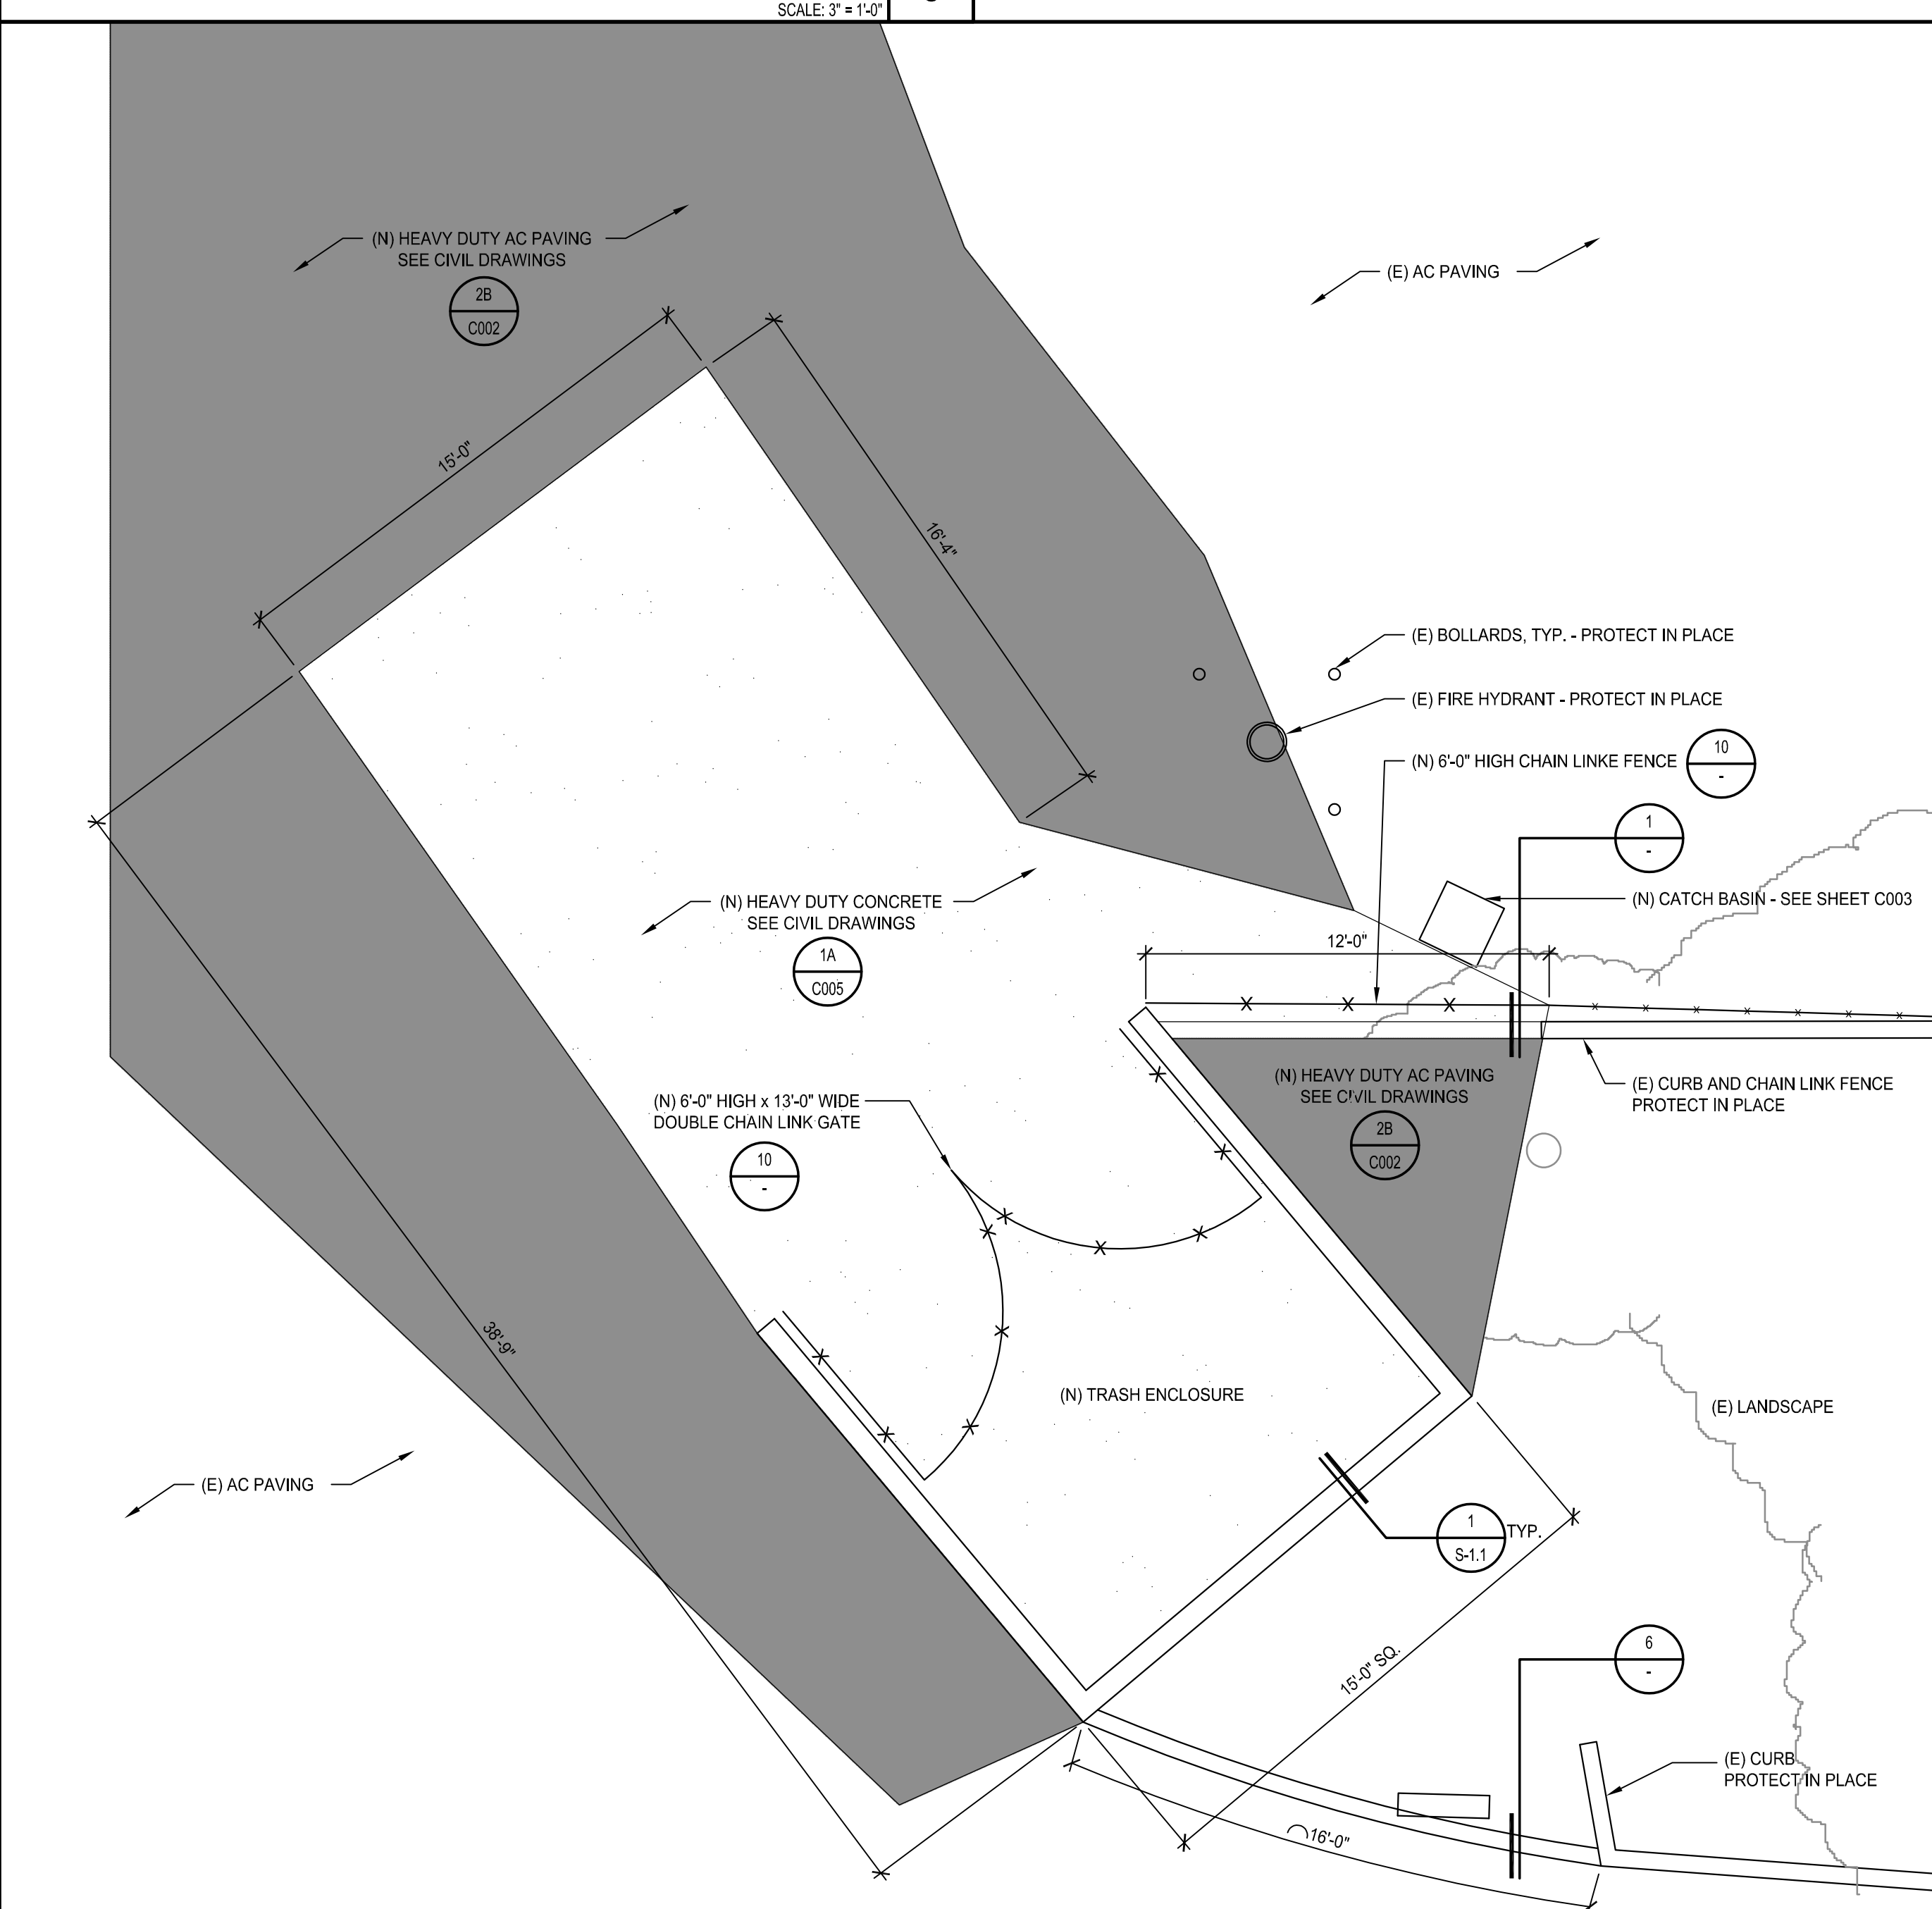 SCALE: 3" = 1'-0"
(N) HEAVY DUTY AC PAVING
SEE CIVIL DRAWINGS
2B
C002
(E) AC PAVING
15'-0"
16'-4"
(E) BOLLARDS, TYP. - PROTECT IN PLACE
(E) FIRE HYDRANT - PROTECT IN PLACE
(N) 6'-0" HIGH CHAIN LINKE FENCE
10
-
1
-
(N) CATCH BASIN - SEE SHEET C003
(N) HEAVY DUTY CONCRETE
SEE CIVIL DRAWINGS
1A
C005
12'-0"
(N) HEAVY DUTY AC PAVING
SEE CIVIL DRAWINGS
2B
C002
(E) CURB AND CHAIN LINK FENCE
PROTECT IN PLACE
(N) 6'-0" HIGH x 13'-0" WIDE
DOUBLE CHAIN LINK GATE
10
-
38'-9"
(N) TRASH ENCLOSURE
(E) LANDSCAPE
(E) AC PAVING
1
S-1.1
TYP.
15'-0" SQ.
6
-
(E) CURB
PROTECT IN PLACE
16'-0"